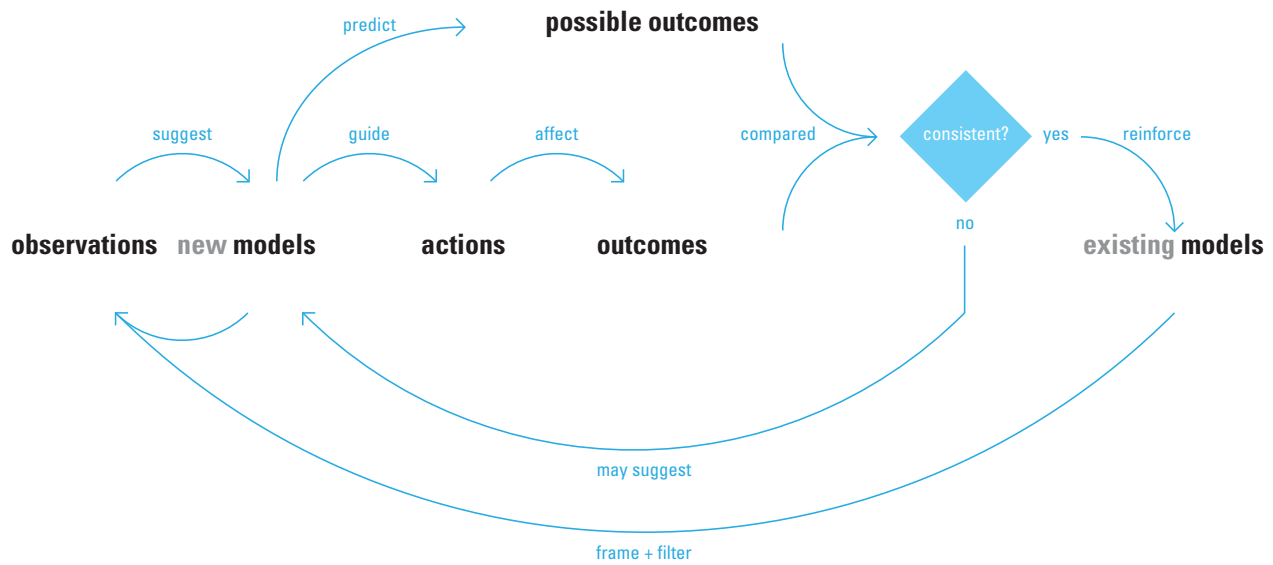 predict
possible outcomes
suggest
guide
affect
compared
consistent?
yes
reinforce
no
observations
new models
actions
outcomes
existing models
may suggest
frame + filter